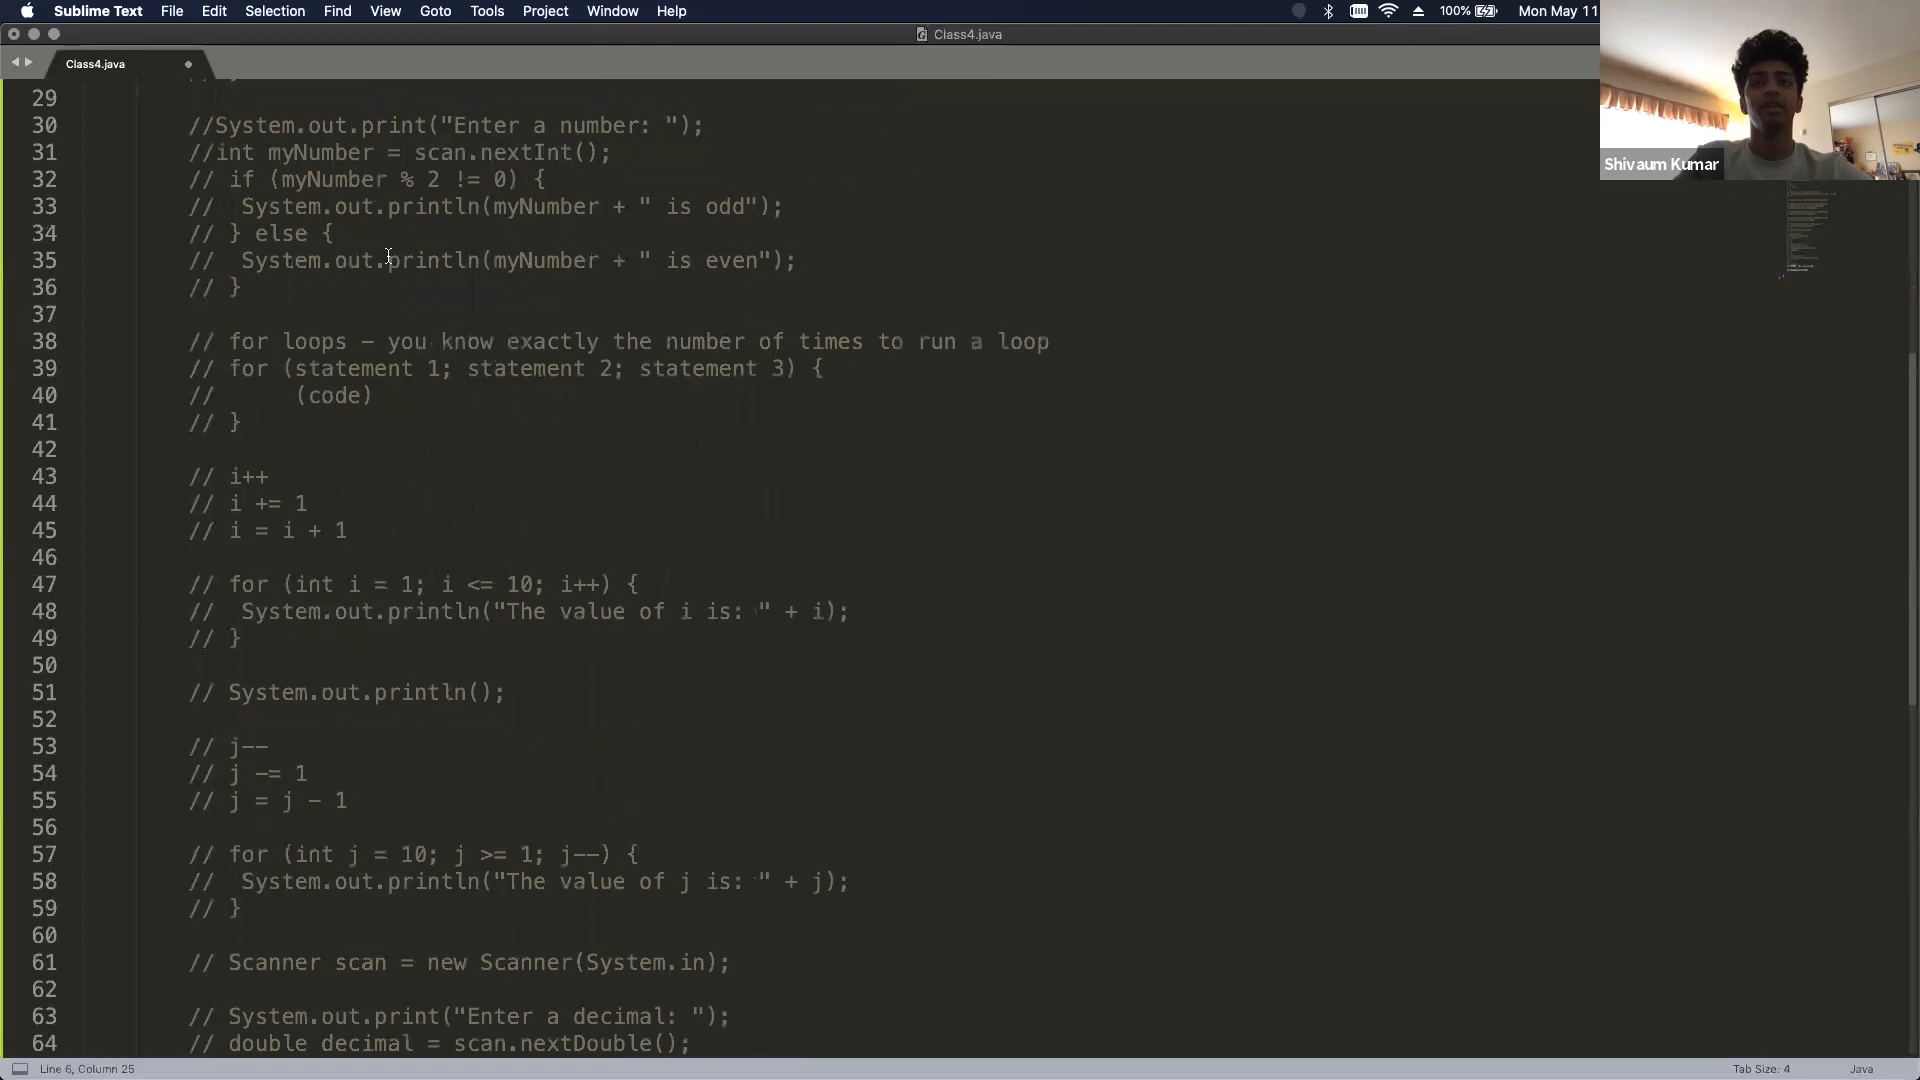 Sublime Text File Edit Selection Find View Goto Tools Project Window Help 100% Mon May 11
Class4.java
Class4.java
29
30 //System.out.print("Enter a number: ");
31 //int myNumber = scan.nextInt();
32 // if (myNumber % 2 != 0) {
33 //  System.out.println(myNumber + " is odd");
34 // } else {
35 //  System.out.println(myNumber + " is even");
36 // }
37
38 // for loops – you know exactly the number of times to run a loop
39 // for (statement 1; statement 2; statement 3) {
40 //      (code)
41 // }
42
43 // i++
44 // i += 1
45 // i = i + 1
46
47 // for (int i = 1; i <= 10; i++) {
48 //  System.out.println("The value of i is: " + i);
49 // }
50
51 // System.out.println();
52
53 // j--
54 // j -= 1
55 // j = j - 1
56
57 // for (int j = 10; j >= 1; j--) {
58 //  System.out.println("The value of j is: " + j);
59 // }
60
61 // Scanner scan = new Scanner(System.in);
62
63 // System.out.print("Enter a decimal: ");
64 // double decimal = scan.nextDouble();
Shivaum Kumar
Line 6, Column 25 Tab Size: 4 Java